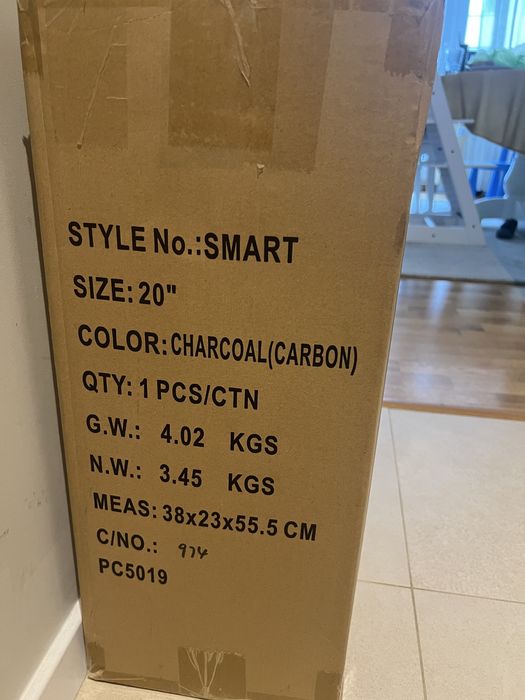 STYLE No.:SMART
SIZE: 20"
COLOR: CHARCOAL(CARBON)
QTY: 1 PCS/CTN
G.W.: 4.02 KGS
N.W.: 3.45 KGS
MEAS: 38x23x55.5 CM
C/NO.: 974
PC5019